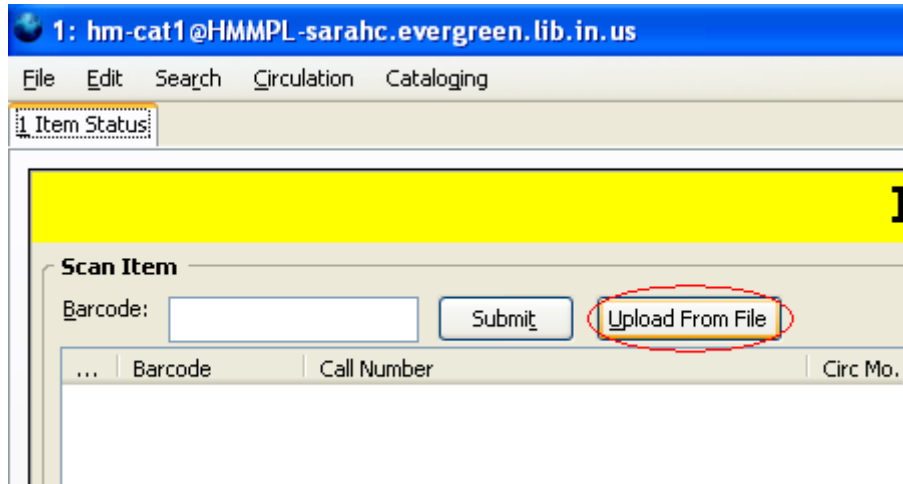 1: hm-cat1@HMMPL-sarahc.evergreen.lib.in.us
File Edit Search Circulation Cataloging
1 Item Status
I
Scan Item
Barcode: Submit Upload From File
... Barcode Call Number Circ Mo.